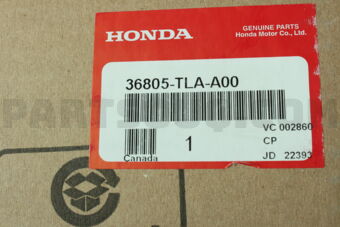 HONDA
GENUINE PARTS
Honda Motor Co., Ltd.
36805-TLA-A00
VC 002860
1
CP
Canada
JD 22393